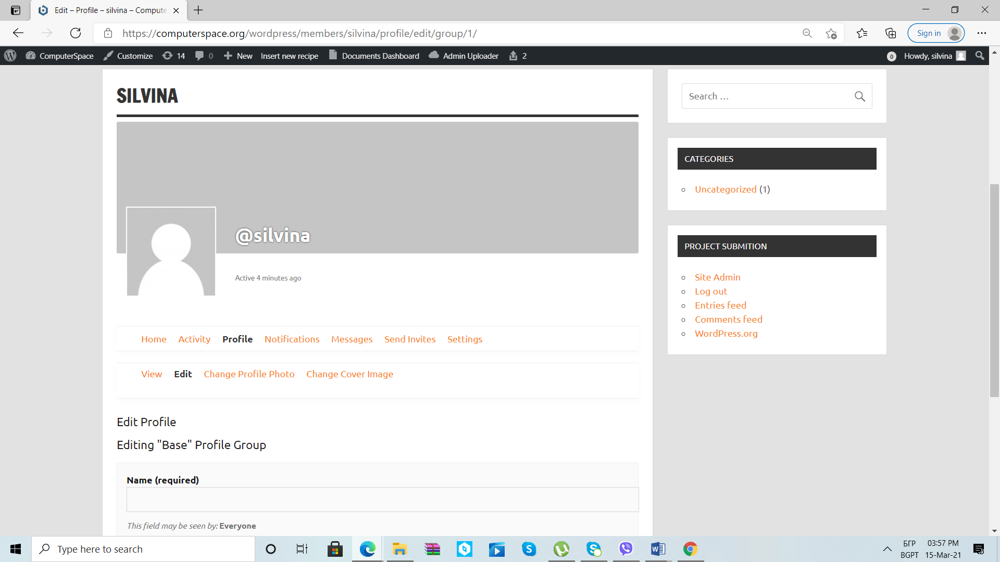 Edit – Profile – silvina – Compute
https://computerspace.org/wordpress/members/silvina/profile/edit/group/1/
Sign in
ComputerSpace Customize 14 0 New Insert new recipe Documents Dashboard Admin Uploader 2
0 Howdy, silvina
SILVINA
@silvina
Active 4 minutes ago
Home Activity Profile Notifications Messages Send Invites Settings
View Edit Change Profile Photo Change Cover Image
Edit Profile
Editing "Base" Profile Group
Name (required)
This field may be seen by: Everyone
Search …
CATEGORIES
Uncategorized (1)
PROJECT SUBMITION
Site Admin
Log out
Entries feed
Comments feed
WordPress.org
Type here to search
БГР
BGPT
03:57 PM
15-Mar-21